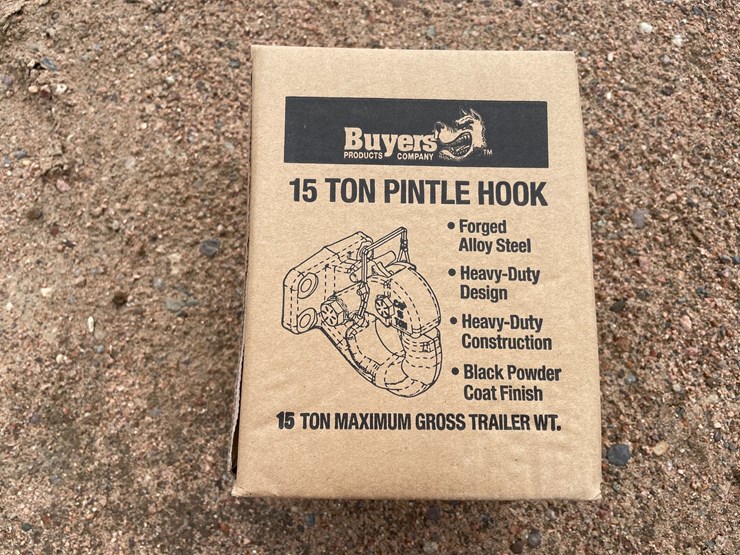 Buyers
PRODUCTS COMPANY TM
15 TON PINTLE HOOK
• Forged
Alloy Steel
• Heavy-Duty
Design
• Heavy-Duty
Construction
• Black Powder
Coat Finish
15 TON MAXIMUM GROSS TRAILER WT.